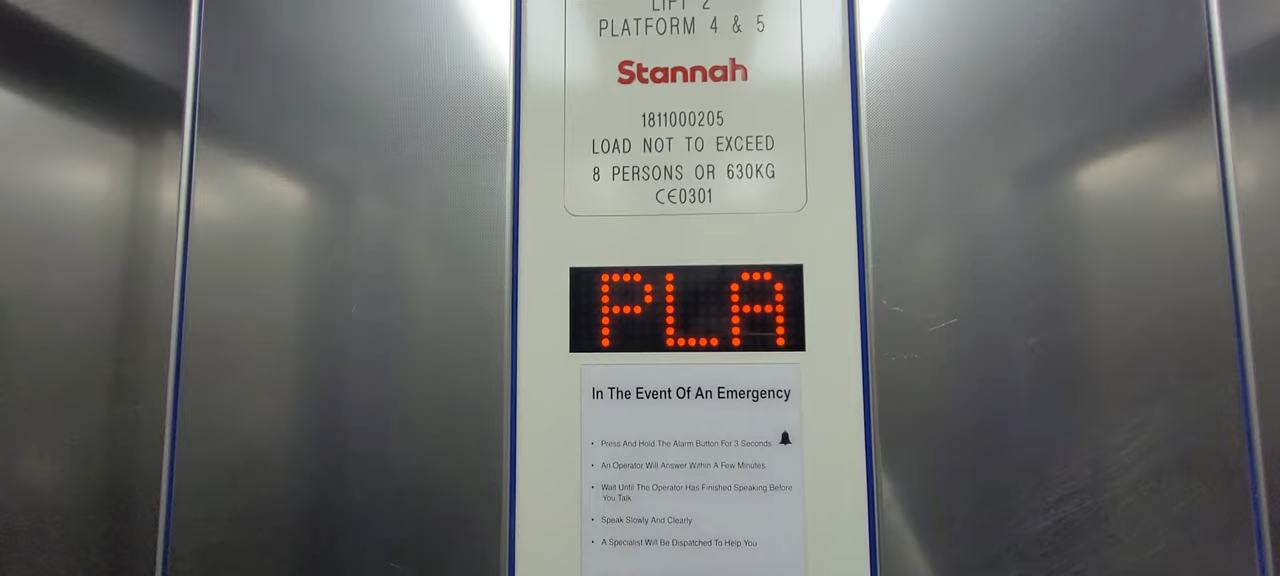 LIFT 2
PLATFORM 4 & 5
Stannah
1811000205
LOAD NOT TO EXCEED
8 PERSONS OR 630KG
CE0301
PLA
In The Event Of An Emergency
• Press And Hold The Alarm Button For 3 Seconds
• An Operator Will Answer Within A Few Minutes
• Wait Until The Operator Has Finished Speaking Before
You Talk
• Speak Slowly And Clearly
• A Specialist Will Be Dispatched To Help You